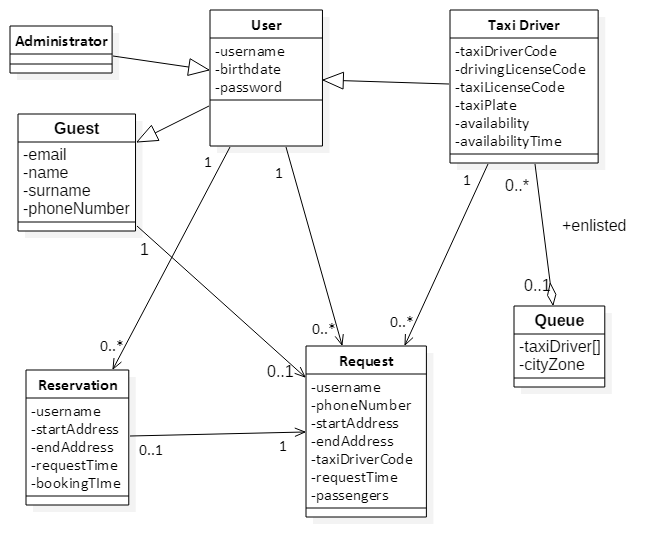 Administrator
User
-username
-birthdate
-password
Taxi Driver
-taxiDriverCode
-drivingLicenseCode
-taxiLicenseCode
-taxiPlate
-availability
-availabilityTime
Guest
-email
-name
-surname
-phoneNumber
1
1
1
0..*
+enlisted
1
0..1
Queue
-taxiDriver[]
-cityZone
0..*
0..*
0..*
0..1
Reservation
-username
-startAddress
-endAddress
-requestTime
-bookingTIme
0..1
1
Request
-username
-phoneNumber
-startAddress
-endAddress
-taxiDriverCode
-requestTime
-passengers